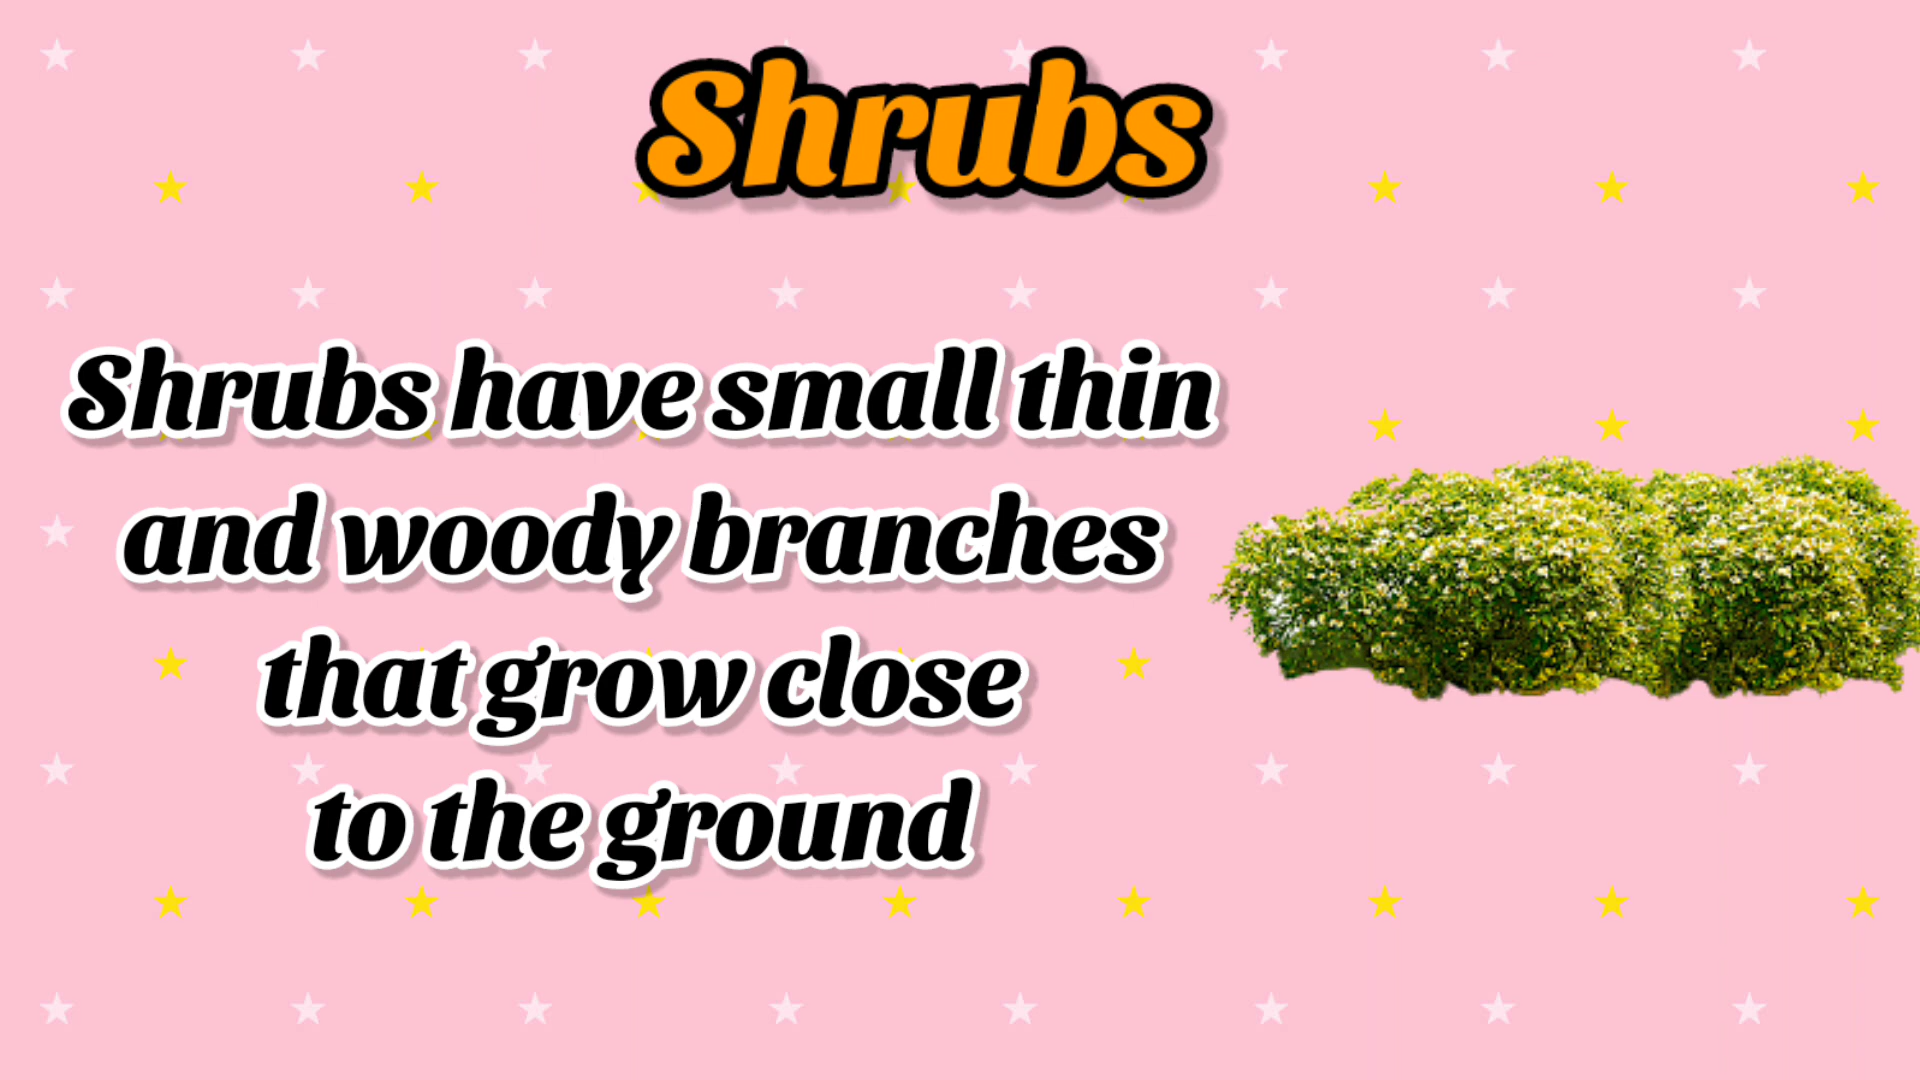 Shrubs
Shrubs have small thin
and woody branches
that grow close
to the ground